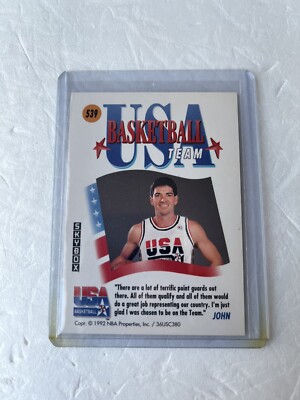 539
USA
BASKETBALL
TEAM
SKYBOX
USA
USA
BASKETBALL
"There are a lot of terrific point guards out
there. All of them qualify and all of them would
do a great job representing our country. I'm just
glad I was chosen to be on the Team."
JOHN
Copr. © 1992 NBA Properties, Inc. / 36USC380